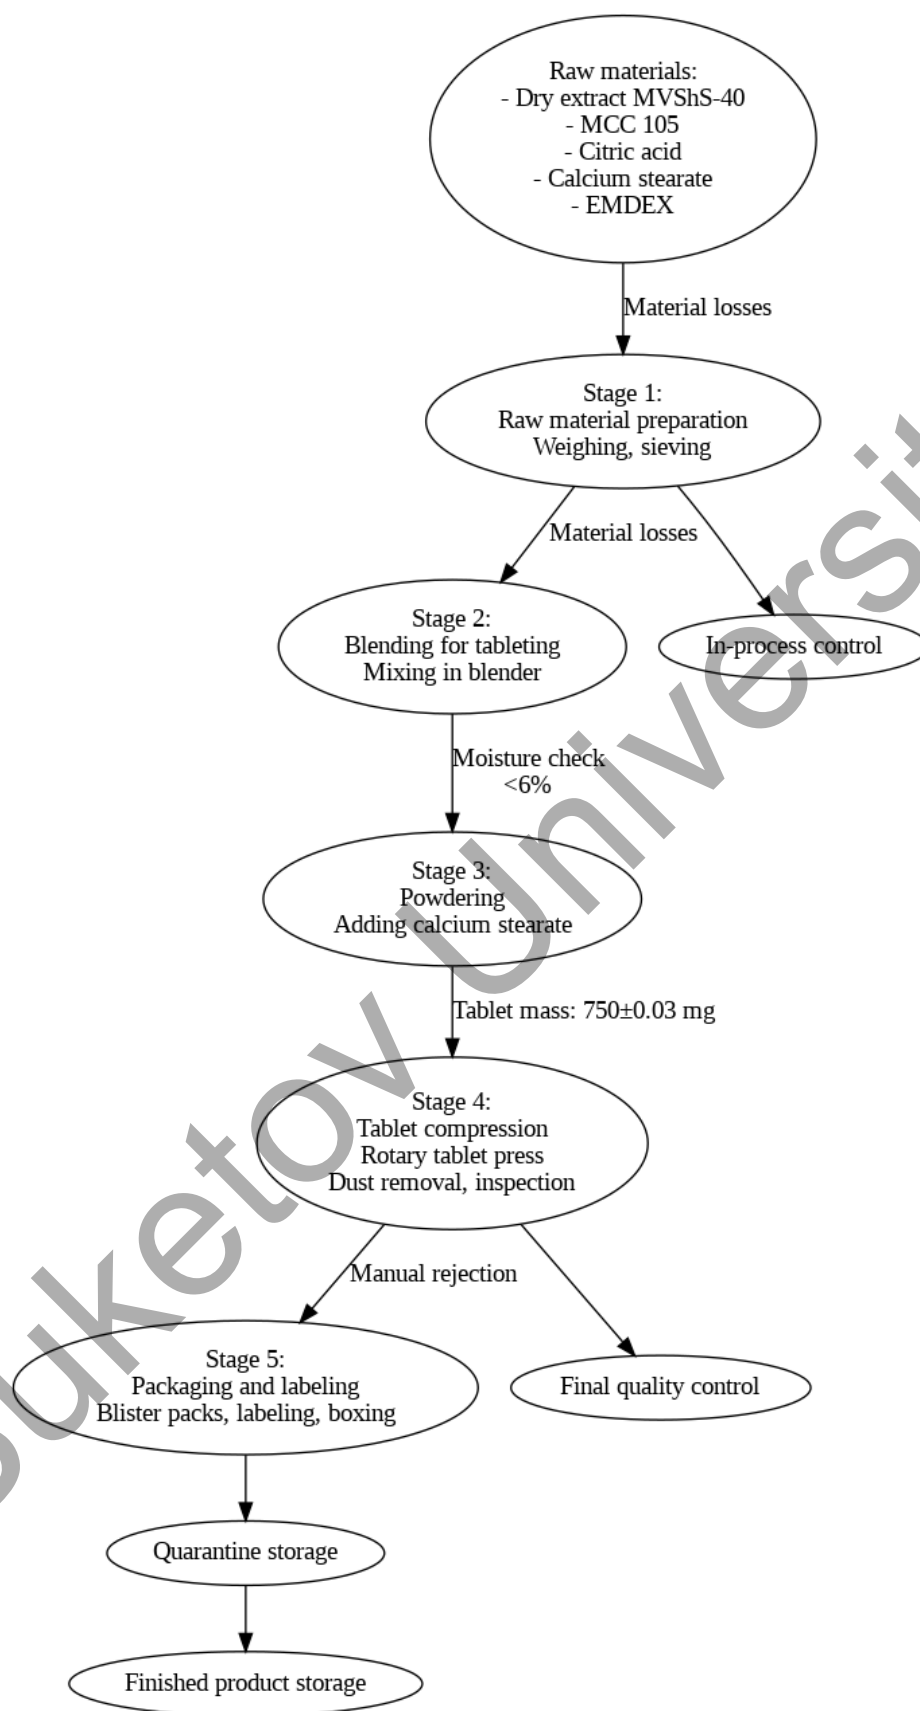 Raw materials:
- Dry extract MVShS-40
- MCC 105
- Citric acid
- Calcium stearate
- EMDEX
Material losses
Stage 1:
Raw material preparation
Weighing, sieving
Material losses
Stage 2:
Blending for tableting
Mixing in blender
In-process control
Moisture check
<6%
Stage 3:
Powdering
Adding calcium stearate
Tablet mass: 750±0.03 mg
Stage 4:
Tablet compression
Rotary tablet press
Dust removal, inspection
Manual rejection
Stage 5:
Packaging and labeling
Blister packs, labeling, boxing
Final quality control
Quarantine storage
Finished product storage